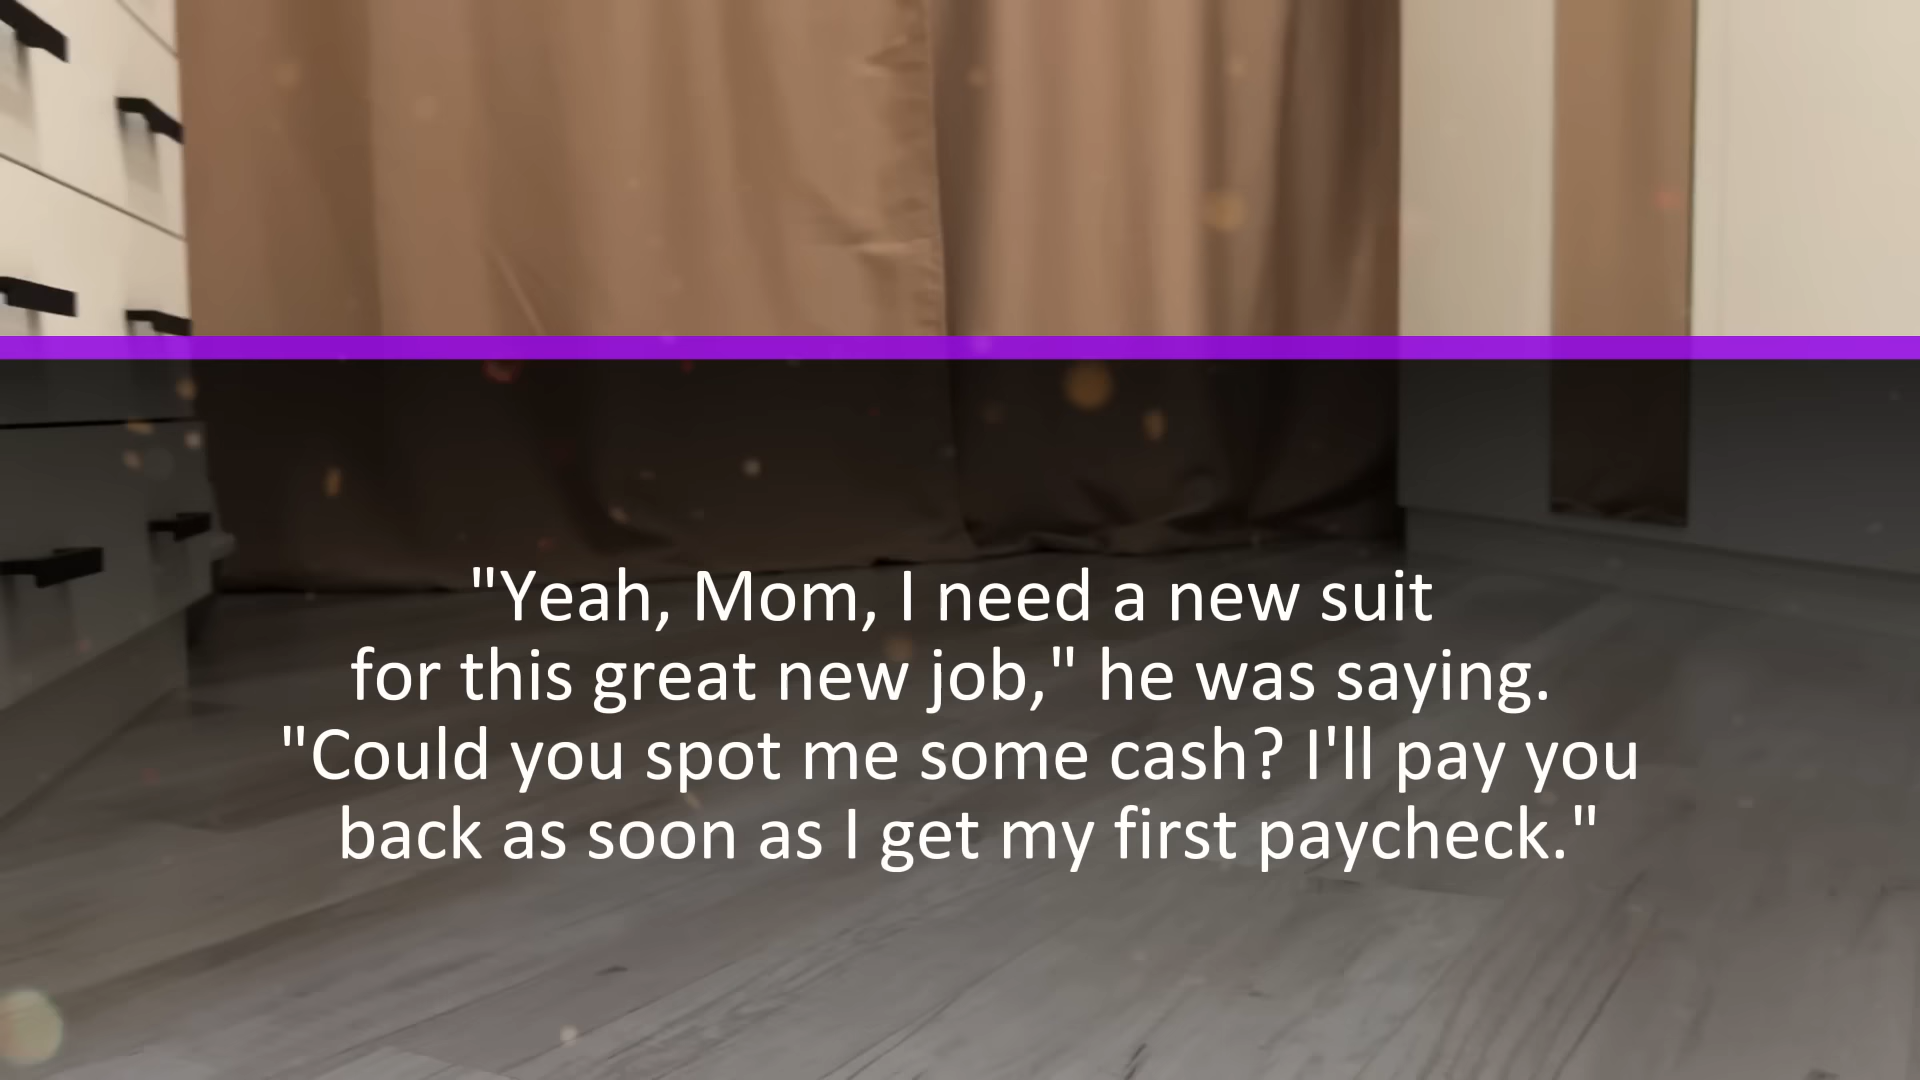 "Yeah, Mom, I need a new suit
for this great new job," he was saying.
"Could you spot me some cash? I'll pay you
back as soon as I get my first paycheck."